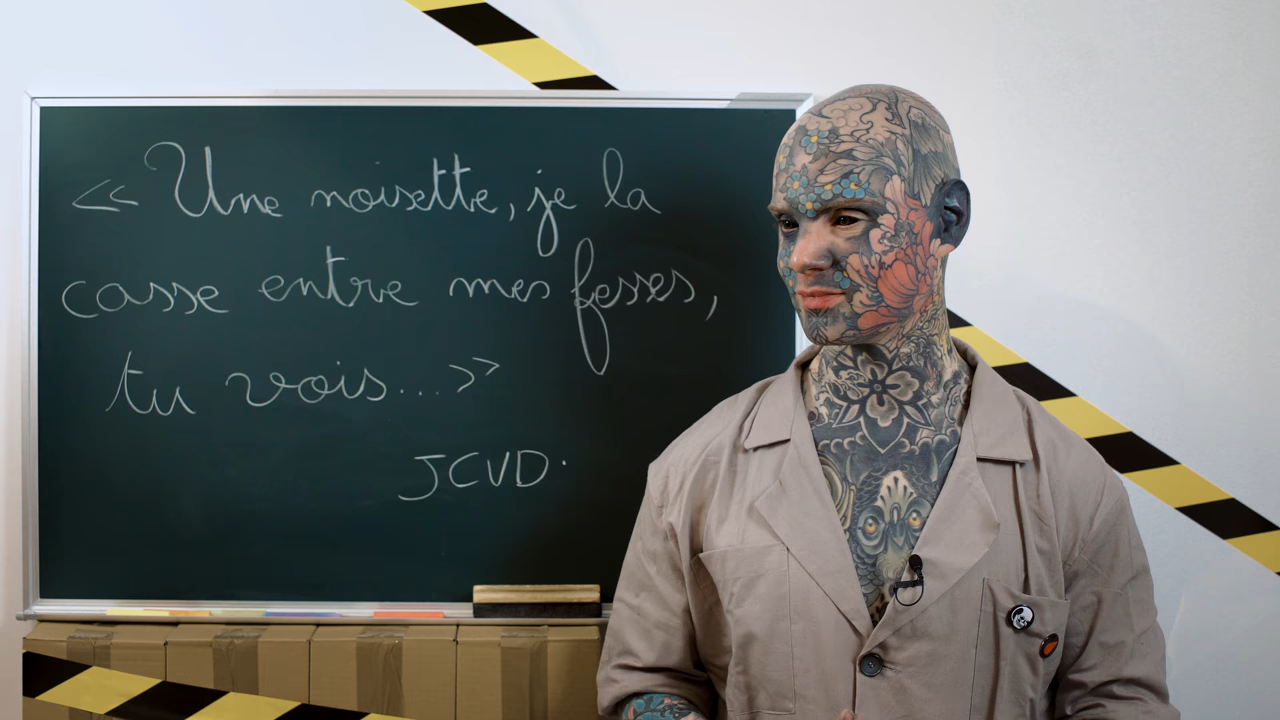 << Une noisette, je la
casse entre mes fesses,
tu vois... >>
JCVD.